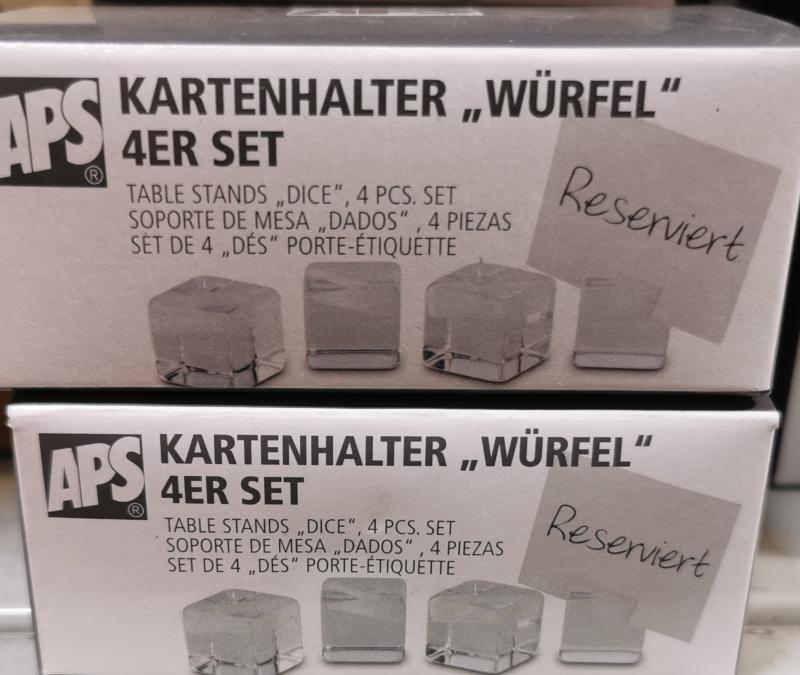 APS®
KARTENHALTER „WÜRFEL“
4ER SET
TABLE STANDS „DICE“, 4 PCS. SET
SOPORTE DE MESA „DADOS“ , 4 PIEZAS
SET DE 4 „DÉS“ PORTE-ÉTIQUETTE
Reserviert
APS®
KARTENHALTER „WÜRFEL“
4ER SET
TABLE STANDS „DICE“, 4 PCS. SET
SOPORTE DE MESA „DADOS“ , 4 PIEZAS
SET DE 4 „DÉS“ PORTE-ÉTIQUETTE
Reserviert